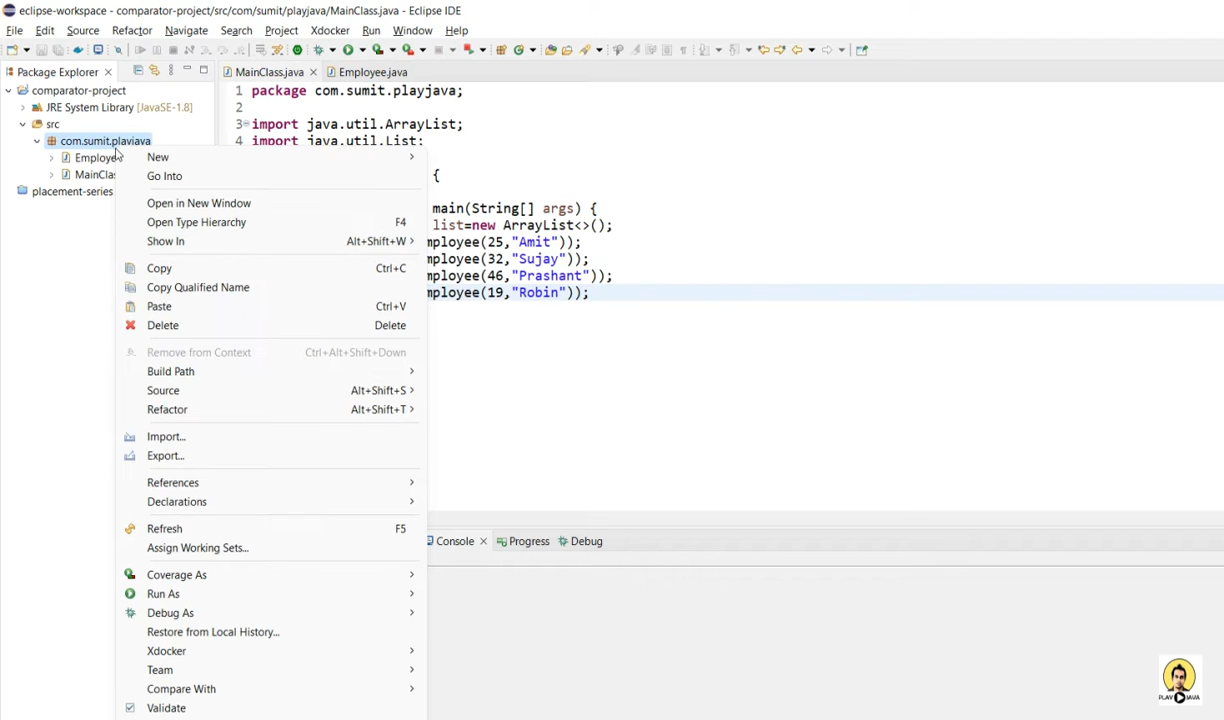 eclipse-workspace - comparator-project/src/com/sumit/playjava/MainClass.java - Eclipse IDE
File Edit Source Refactor Navigate Search Project Xdocker Run Window Help
Package Explorer
MainClass.java
Employee.java
comparator-project
JRE System Library [JavaSE-1.8]
src
com.sumit.playjava
Employe
MainClas
placement-series
1 package com.sumit.playjava;
2
3 import java.util.ArrayList;
4 import java.util.List;
{
main(String[] args) {
list=new ArrayList<>();
mployee(25,"Amit"));
mployee(32,"Sujay"));
mployee(46,"Prashant"));
mployee(19,"Robin"));
New
Go Into
Open in New Window
Open Type Hierarchy F4
Show In Alt+Shift+W
Copy Ctrl+C
Copy Qualified Name
Paste Ctrl+V
Delete Delete
Remove from Context Ctrl+Alt+Shift+Down
Build Path
Source Alt+Shift+S
Refactor Alt+Shift+T
Import...
Export...
References
Declarations
Refresh F5
Assign Working Sets...
Coverage As
Run As
Debug As
Restore from Local History...
Xdocker
Team
Compare With
Validate
Console Progress Debug
PLAY JAVA